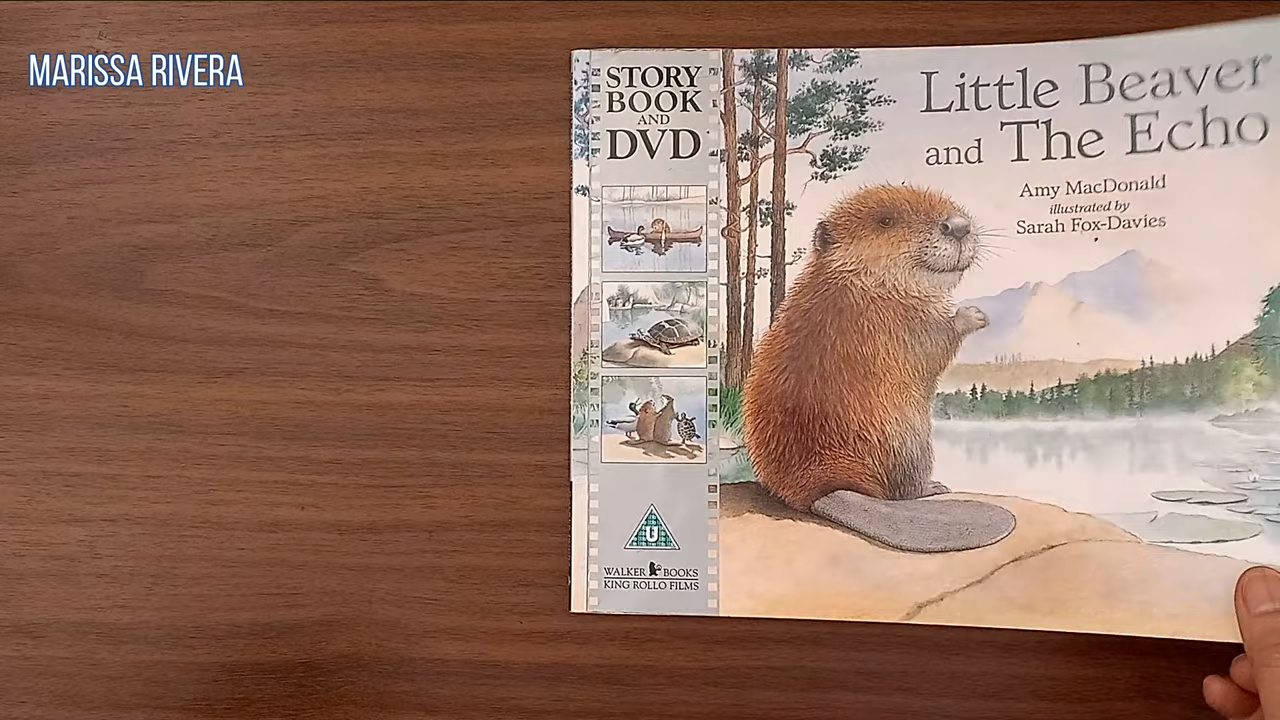 MARISSA RIVERA
STORY
BOOK
AND
DVD
Little Beaver
and The Echo
Amy MacDonald
illustrated by
Sarah Fox-Davies
U
WALKER BOOKS
KING ROLLO FILMS